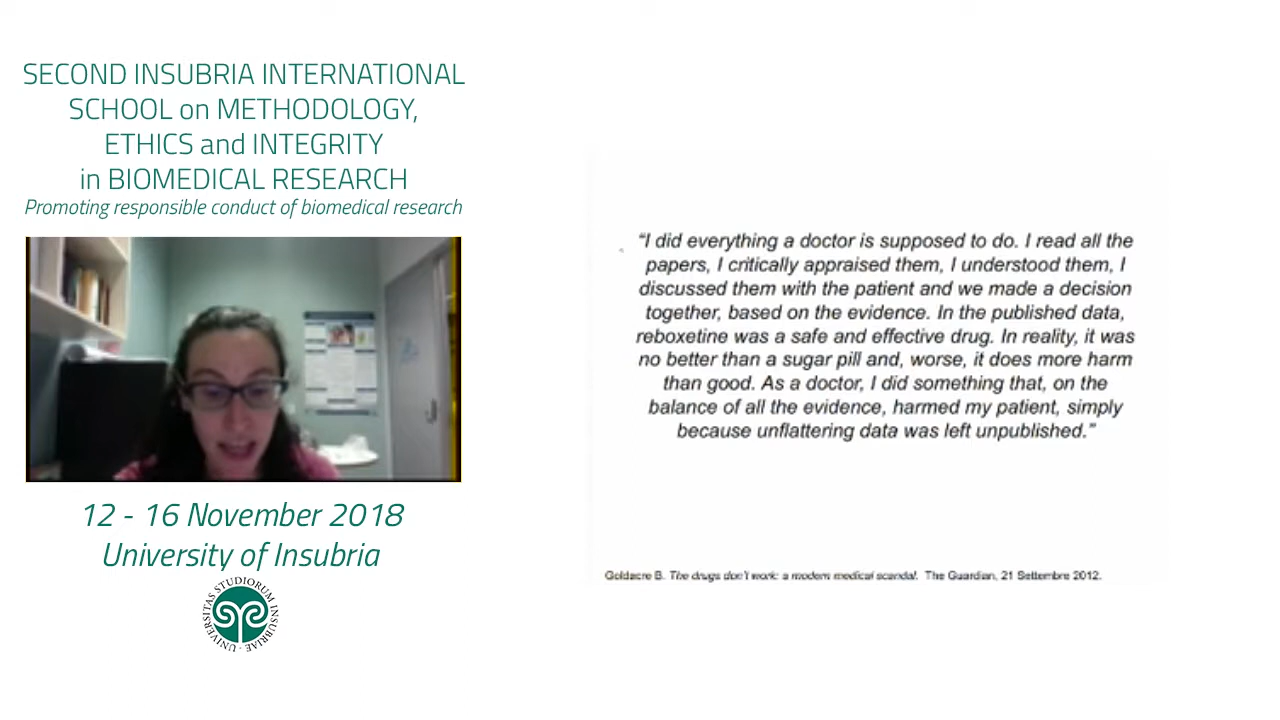 SECOND INSUBRIA INTERNATIONAL
SCHOOL on METHODOLOGY,
ETHICS and INTEGRITY
in BIOMEDICAL RESEARCH
Promoting responsible conduct of biomedical research
12 - 16 November 2018
University of Insubria
UNIVERSITAS STUDIORUM INSUBRIAE
“I did everything a doctor is supposed to do. I read all the
papers, I critically appraised them, I understood them, I
discussed them with the patient and we made a decision
together, based on the evidence. In the published data,
reboxetine was a safe and effective drug. In reality, it was
no better than a sugar pill and, worse, it does more harm
than good. As a doctor, I did something that, on the
balance of all the evidence, harmed my patient, simply
because unflattering data was left unpublished.”
Goldacre B. The drugs don't work: a modern medical scandal. The Guardian, 21 Settembre 2012.